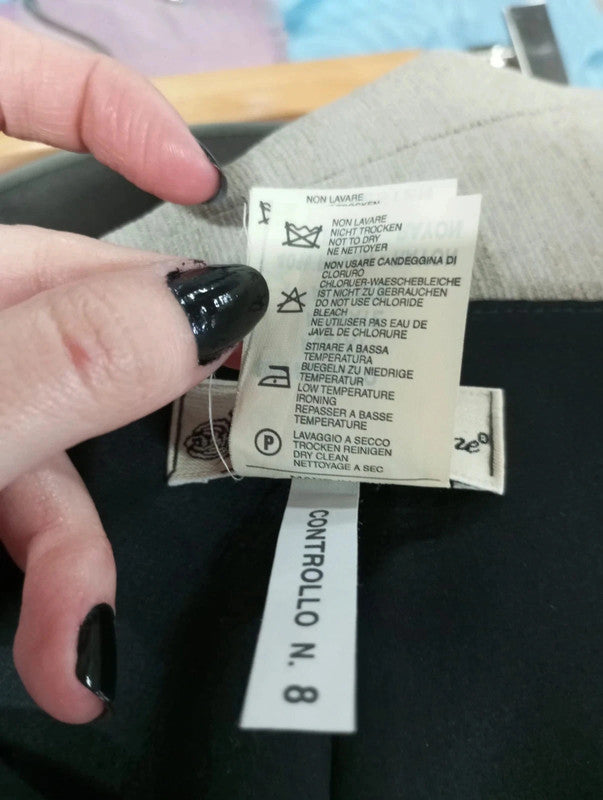 NON LAVARE
NON LAVARE
NICHT TROCKEN
NOT TO DRY
NE NETTOYER
NON USARE CANDEGGINA DI
CLORURO
CHLORUER-WAESCHEBLEICHE
IST NICHT ZU GEBRAUCHEN
DO NOT USE CHLORIDE
BLEACH
NE UTILISER PAS EAU DE
JAVEL DE CHLORURE
STIRARE A BASSA
TEMPERATURA
BUEGELN ZU NIEDRIGE
TEMPERATUR
LOW TEMPERATURE
IRONING
REPASSER A BASSE
TEMPERATURE
P
LAVAGGIO A SECCO
TROCKEN REINIGEN
DRY CLEAN
NETTOYAGE A SEC
CONTROLLO N. 8